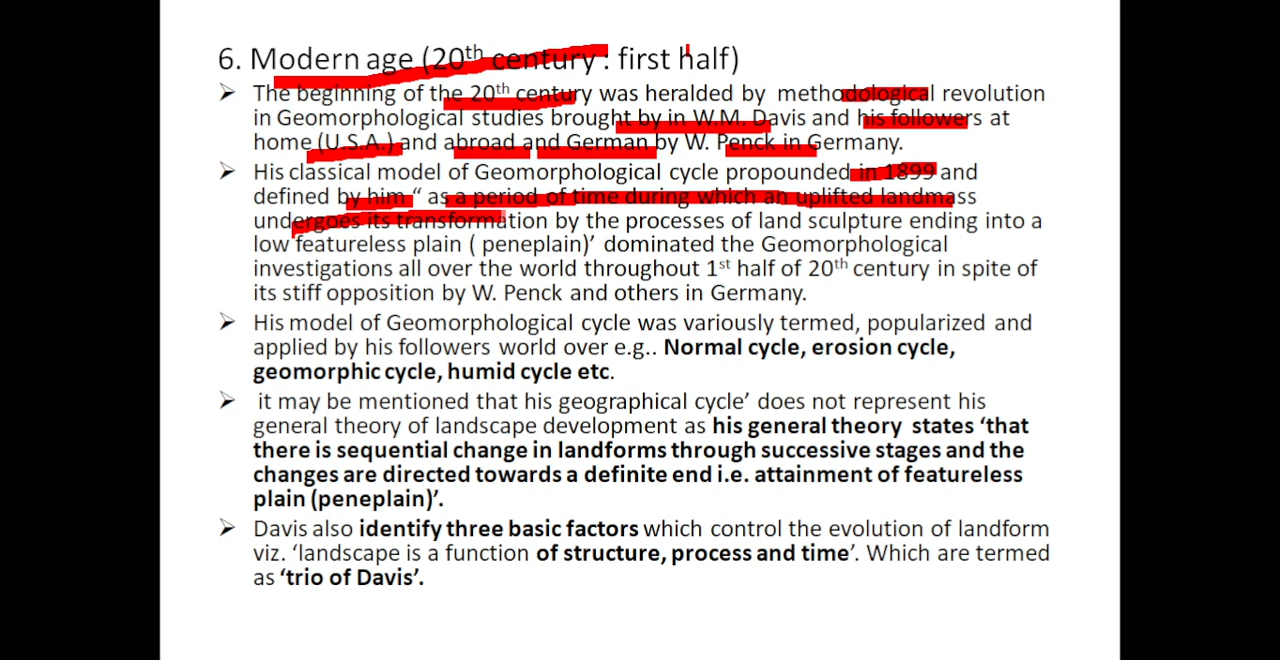 6. Modern age (20th century : first half)
➢ The beginning of the 20th century was heralded by methodological revolution
in Geomorphological studies brought by in W.M. Davis and his followers at
home (U.S.A.) and abroad and German by W. Penck in Germany.
➢ His classical model of Geomorphological cycle propounded in 1899 and
defined by him “ as a period of time during which an uplifted landmass
undergoes its transformation by the processes of land sculpture ending into a
low featureless plain ( peneplain)’ dominated the Geomorphological
investigations all over the world throughout 1st half of 20th century in spite of
its stiff opposition by W. Penck and others in Germany.
➢ His model of Geomorphological cycle was variously termed, popularized and
applied by his followers world over e.g.. Normal cycle, erosion cycle,
geomorphic cycle, humid cycle etc.
➢ it may be mentioned that his geographical cycle’ does not represent his
general theory of landscape development as his general theory states ‘that
there is sequential change in landforms through successive stages and the
changes are directed towards a definite end i.e. attainment of featureless
plain (peneplain)’.
➢ Davis also identify three basic factors which control the evolution of landform
viz. ‘landscape is a function of structure, process and time’. Which are termed
as ‘trio of Davis’.